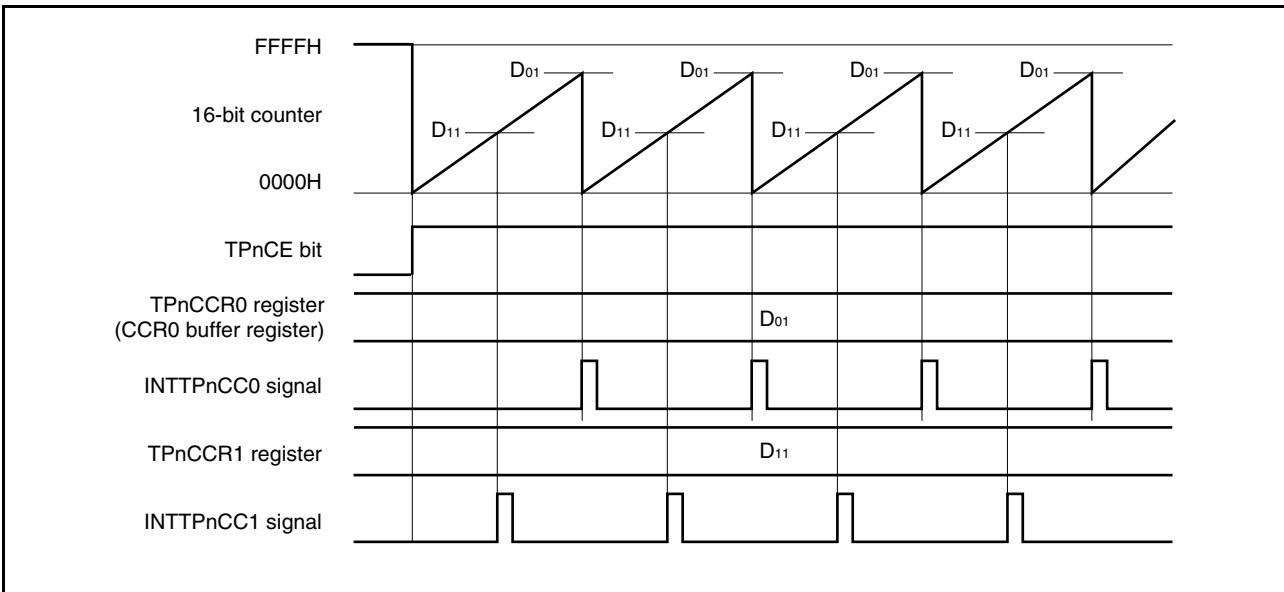 FFFFH
D01 D01 D01 D01
16-bit counter
D11 D11 D11 D11
0000H
TPnCE bit
TPnCCR0 register
(CCR0 buffer register)
D01
INTTPnCC0 signal
TPnCCR1 register
D11
INTTPnCC1 signal